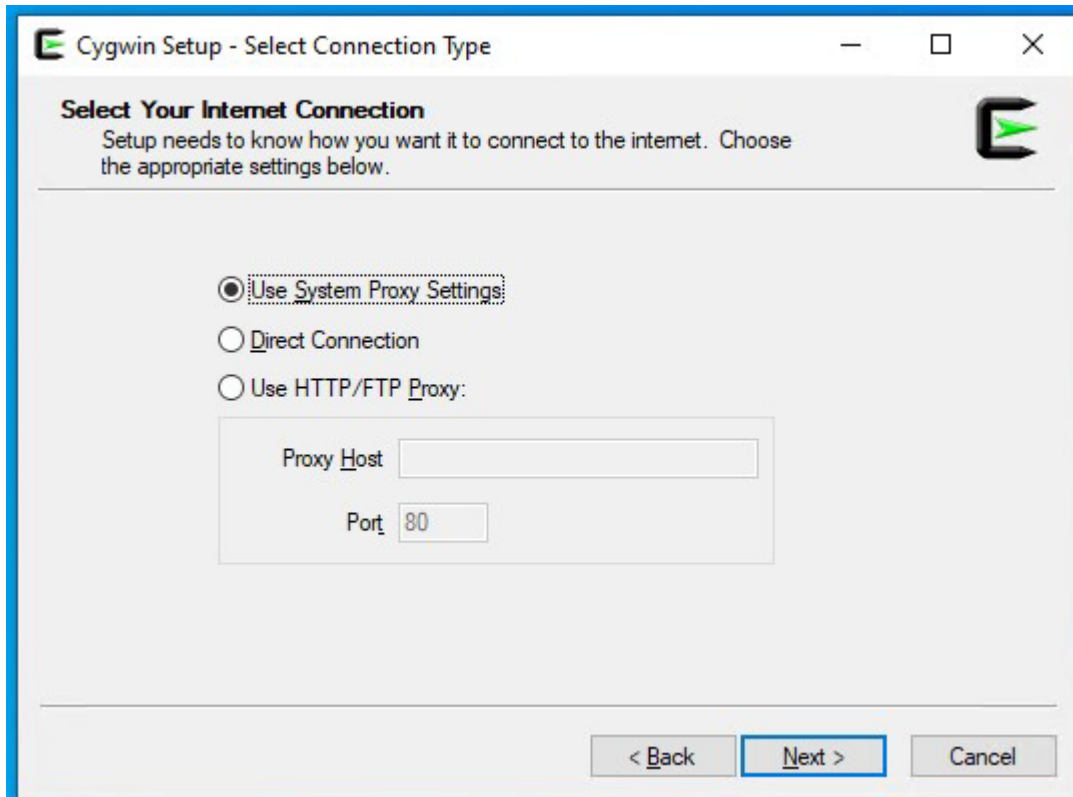 Cygwin Setup - Select Connection Type
Select Your Internet Connection
Setup needs to know how you want it to connect to the internet. Choose
the appropriate settings below.
Use System Proxy Settings
Direct Connection
Use HTTP/FTP Proxy:
Proxy Host
Port 80
< Back Next > Cancel